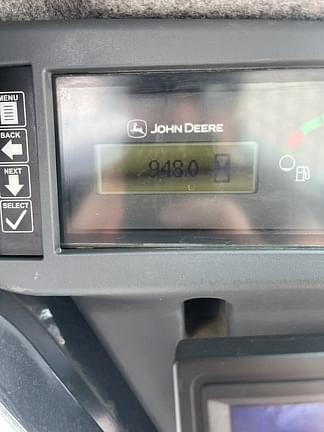 MENU
BACK
NEXT
SELECT
JOHN DEERE
948.0